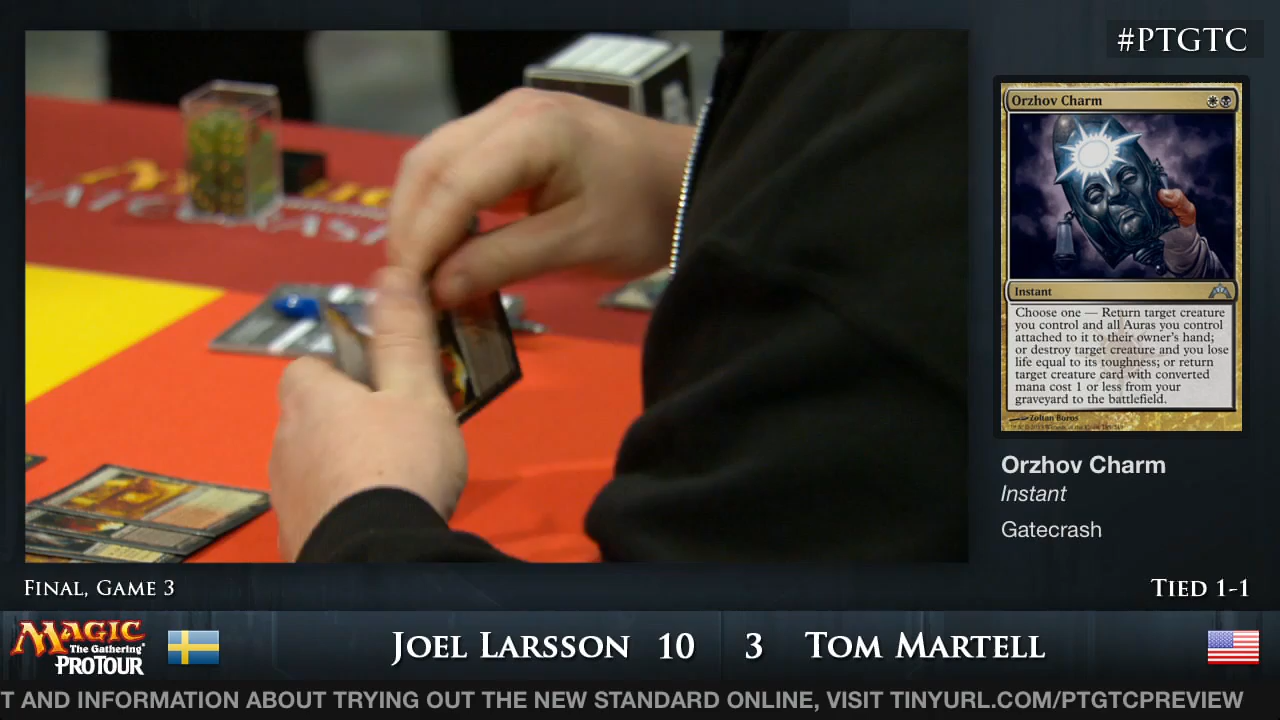 #PTGTC
Orzhov Charm
Instant
Choose one — Return target creature
you control and all Auras you control
attached to it to their owner's hand;
or destroy target creature and you lose
life equal to its toughness; or return
target creature card with converted
mana cost 1 or less from your
graveyard to the battlefield.
Zoltan Boros
Orzhov Charm
Instant
Gatecrash
Final, Game 3
Tied 1-1
Magic
The Gathering
Pro Tour
Joel Larsson 10
3 Tom Martell
T AND INFORMATION ABOUT TRYING OUT THE NEW STANDARD ONLINE, VISIT TINYURL.COM/PTGTCPREVIEW